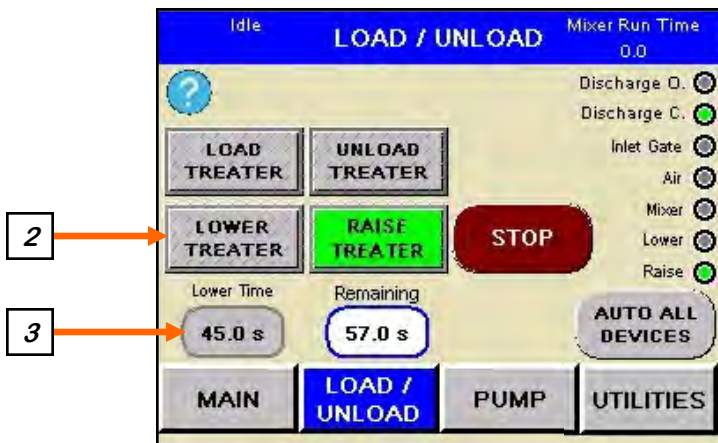 Idle
LOAD / UNLOAD
Mixer Run Time
0.0
?
Discharge O.
Discharge C.
Inlet Gate
Air
Mixer
Lower
Raise
LOAD
TREATER
UNLOAD
TREATER
2
LOWER
TREATER
RAISE
TREATER
STOP
Lower Time
Remaining
3
45.0 s
57.0 s
AUTO ALL
DEVICES
MAIN
LOAD /
UNLOAD
PUMP
UTILITIES